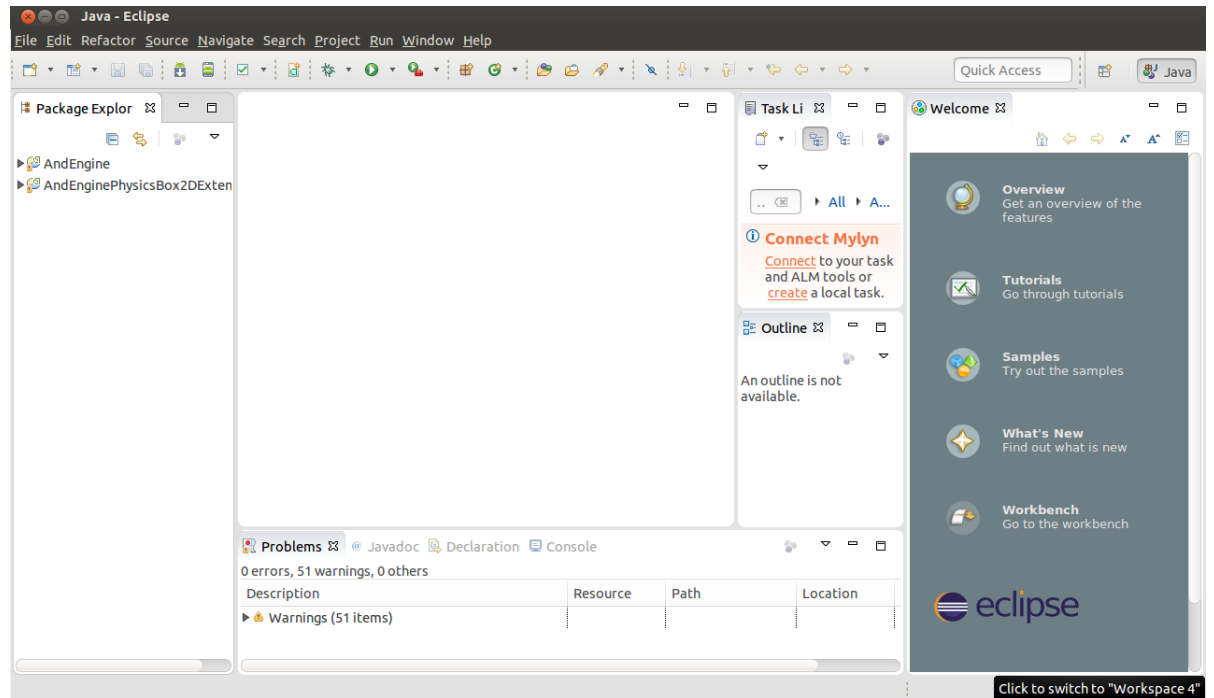 Java - Eclipse
File Edit Refactor Source Navigate Search Project Run Window Help
Quick Access
Java
Package Explor
AndEngine
AndEnginePhysicsBox2DExten
Task Li
.. All A...
Connect Mylyn
Connect to your task
and ALM tools or
create a local task.
Outline
An outline is not
available.
Welcome
Overview
Get an overview of the
features
Tutorials
Go through tutorials
Samples
Try out the samples
What's New
Find out what is new
Workbench
Go to the workbench
eclipse
Problems @ Javadoc Declaration Console
0 errors, 51 warnings, 0 others
Description Resource Path Location
Warnings (51 items)
Click to switch to "Workspace 4"